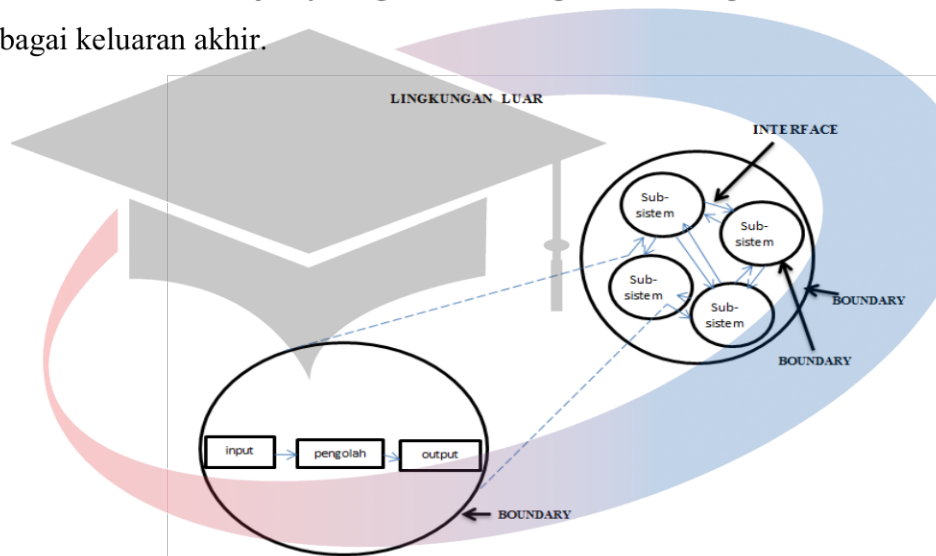 bagai keluaran akhir.
LINGKUNGAN LUAR
INTERFACE
Sub-
sistem
Sub-
sistem
Sub-
sistem
Sub-
sistem
BOUNDARY
BOUNDARY
input
pengolah
output
BOUNDARY